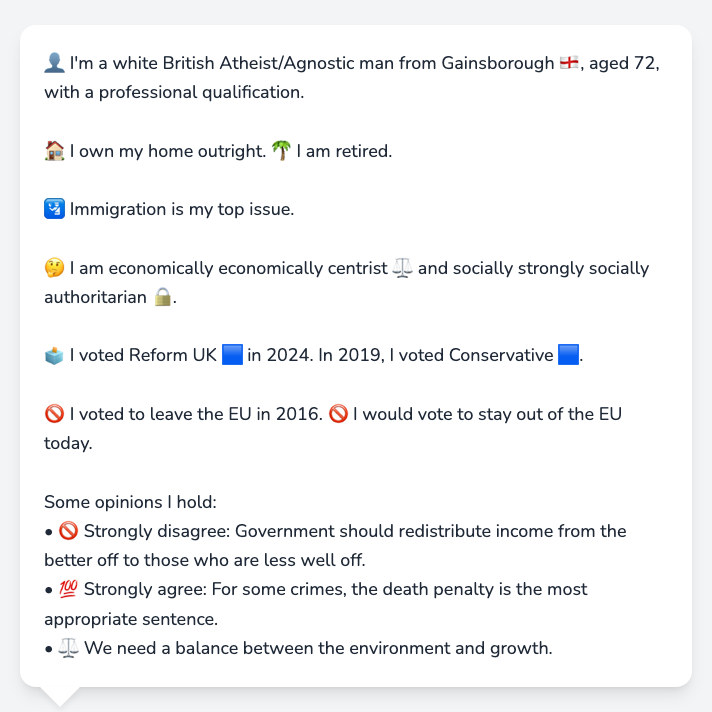 👤 I'm a white British Atheist/Agnostic man from Gainsborough 🏴󠁧󠁢󠁥󠁮󠁧󠁿, aged 72,
with a professional qualification.
🏠 I own my home outright. 🌴 I am retired.
🛂 Immigration is my top issue.
🤔 I am economically economically centrist ⚖️ and socially strongly socially
authoritarian 🔒.
🗳️ I voted Reform UK 🟦 in 2024. In 2019, I voted Conservative 🟦.
🚫 I voted to leave the EU in 2016. 🚫 I would vote to stay out of the EU
today.
Some opinions I hold:
• 🚫 Strongly disagree: Government should redistribute income from the
better off to those who are less well off.
• 💯 Strongly agree: For some crimes, the death penalty is the most
appropriate sentence.
• ⚖️ We need a balance between the environment and growth.